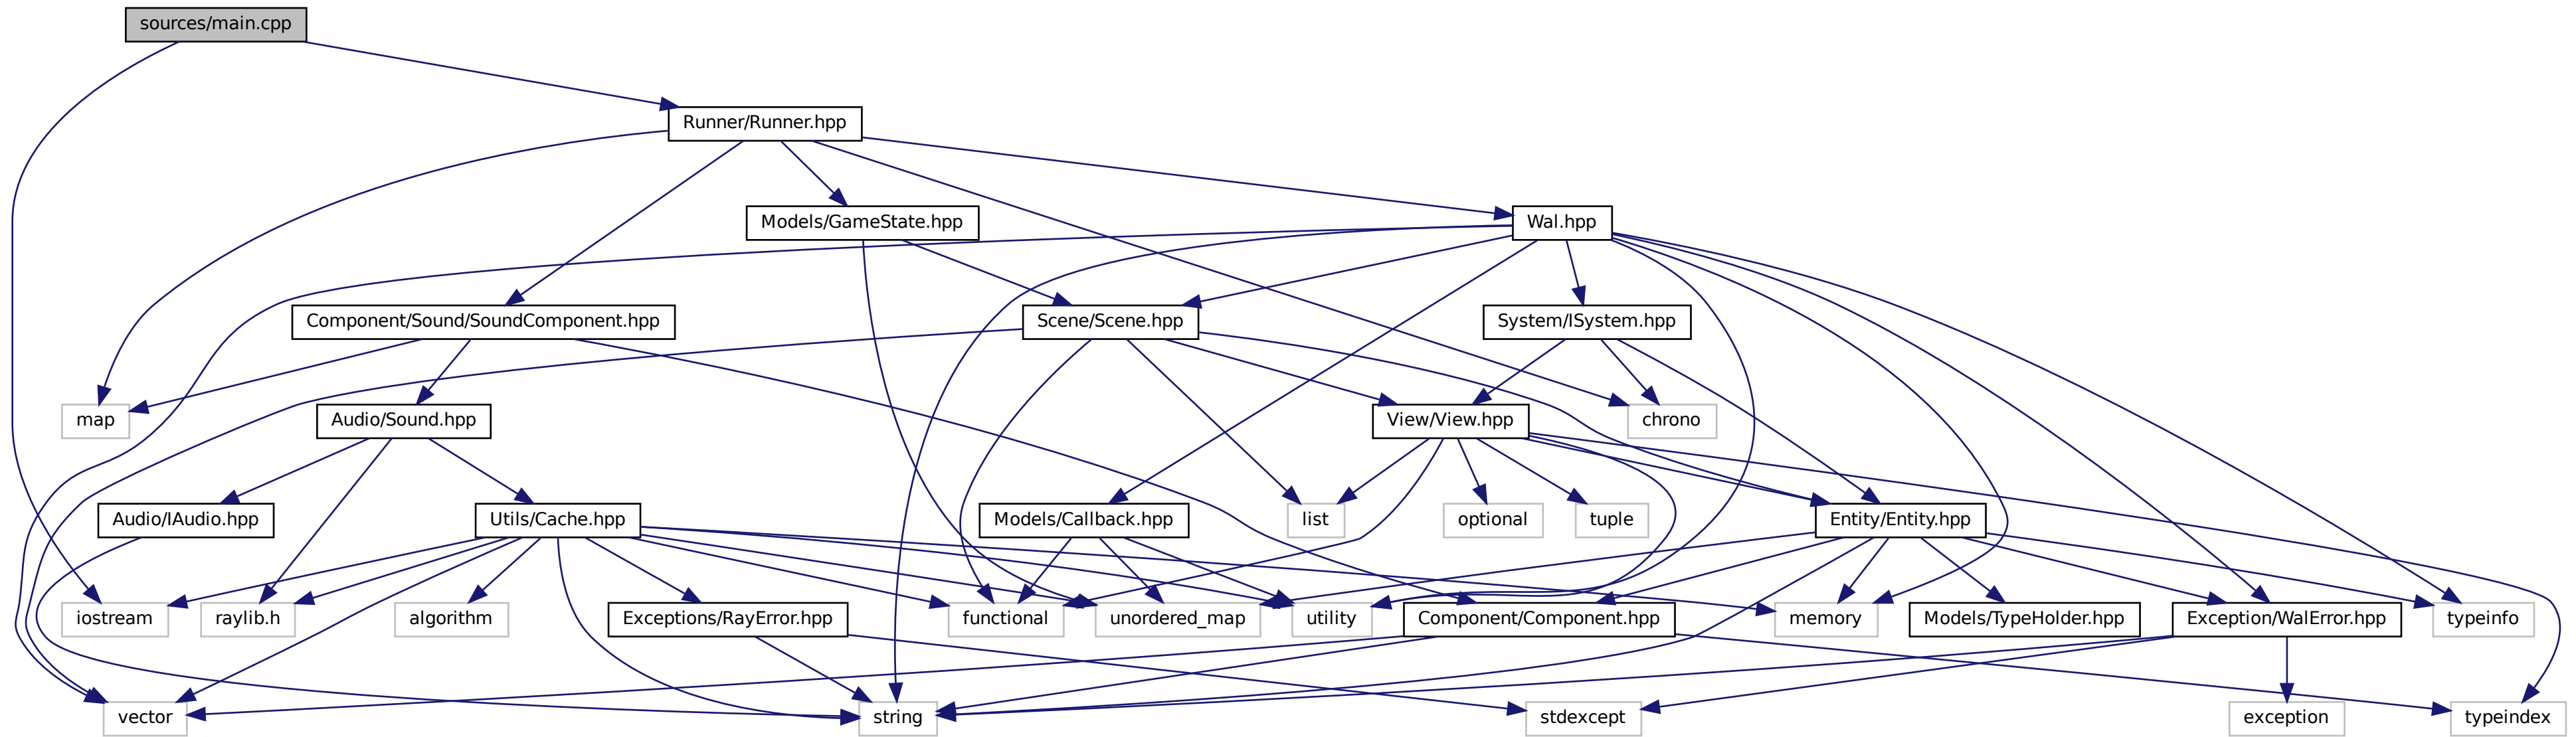 sources/main.cpp
Runner/Runner.hpp
Models/GameState.hpp
Wal.hpp
Component/Sound/SoundComponent.hpp
Scene/Scene.hpp
System/ISystem.hpp
map
Audio/Sound.hpp
View/View.hpp
chrono
Audio/IAudio.hpp
Utils/Cache.hpp
Models/Callback.hpp
list
optional
tuple
Entity/Entity.hpp
iostream
raylib.h
algorithm
Exceptions/RayError.hpp
functional
unordered_map
utility
Component/Component.hpp
memory
Models/TypeHolder.hpp
Exception/WalError.hpp
typeinfo
vector
string
stdexcept
exception
typeindex